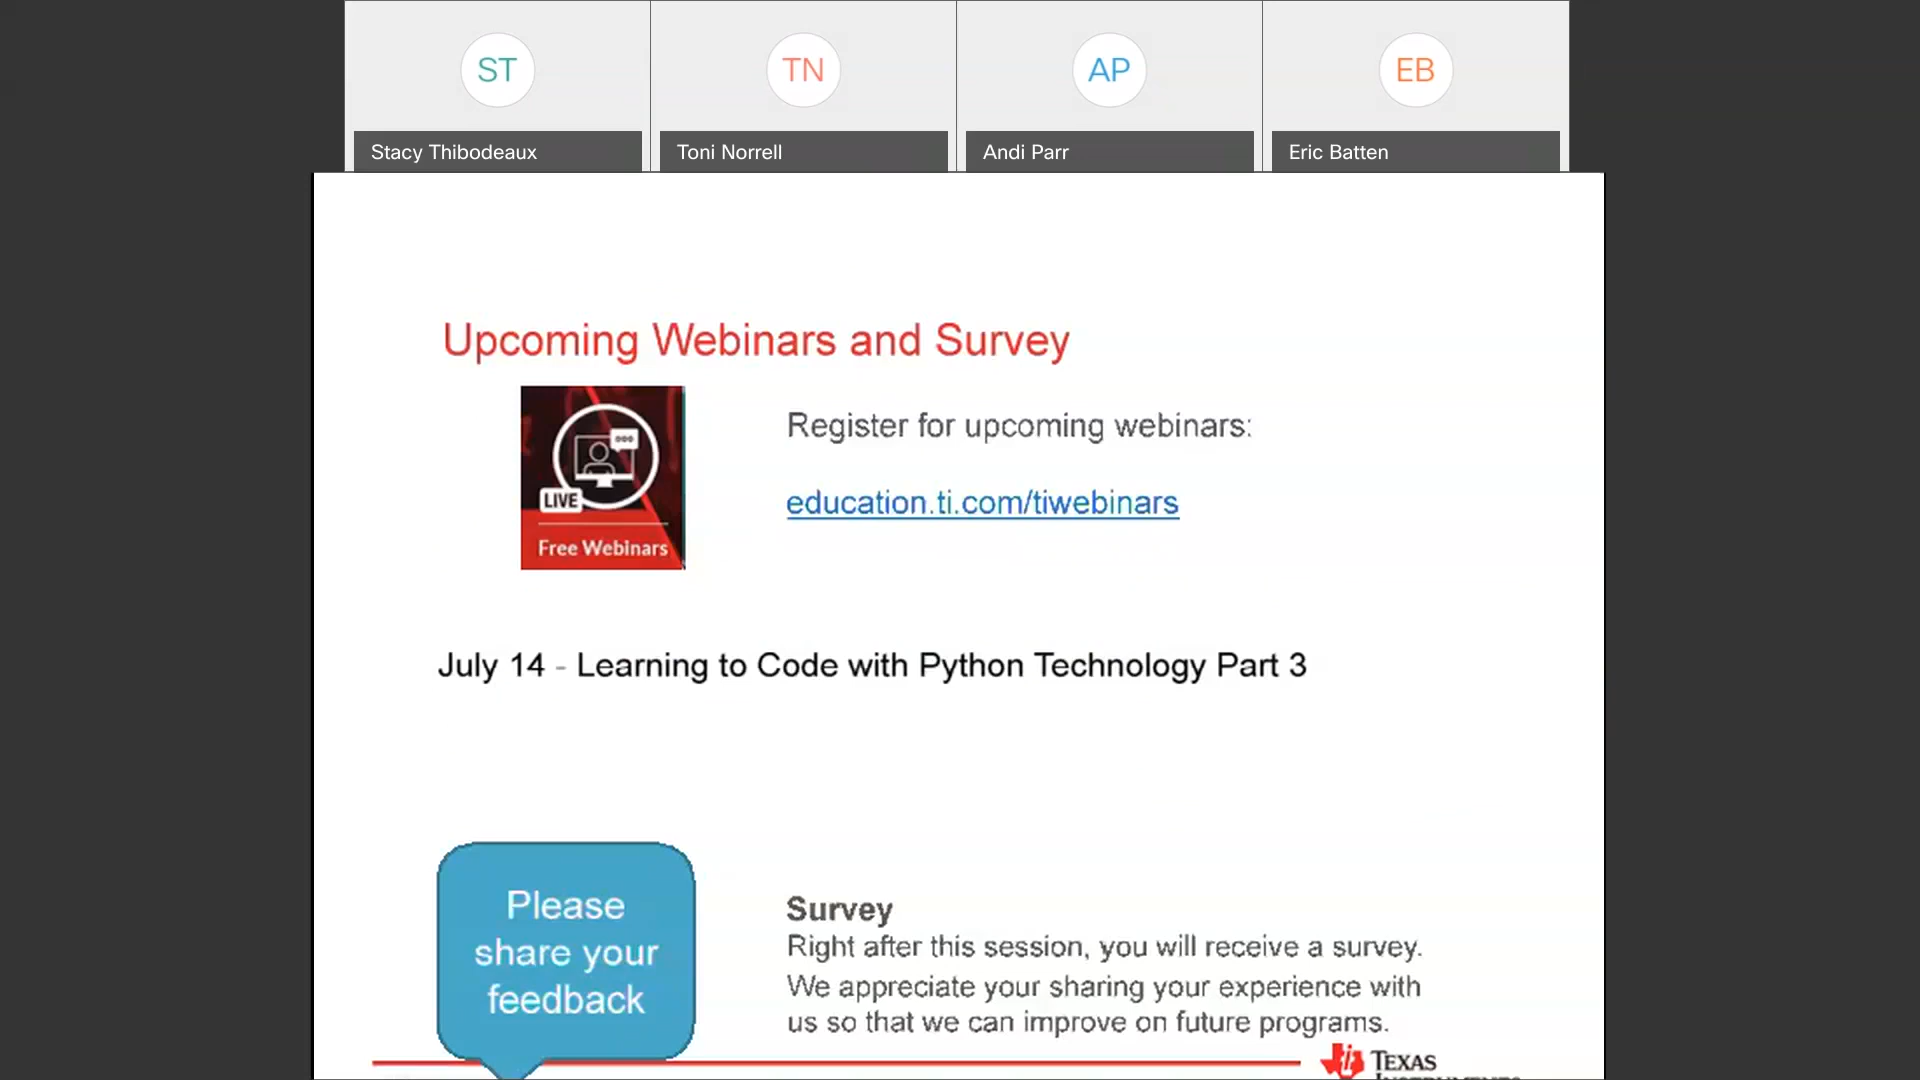 ST
TN
AP
EB
Stacy Thibodeaux
Toni Norrell
Andi Parr
Eric Batten
Upcoming Webinars and Survey
LIVE
Free Webinars
Register for upcoming webinars:
education.ti.com/tiwebinars
July 14 - Learning to Code with Python Technology Part 3
Please
share your
feedback
Survey
Right after this session, you will receive a survey.
We appreciate your sharing your experience with
us so that we can improve on future programs.
TEXAS